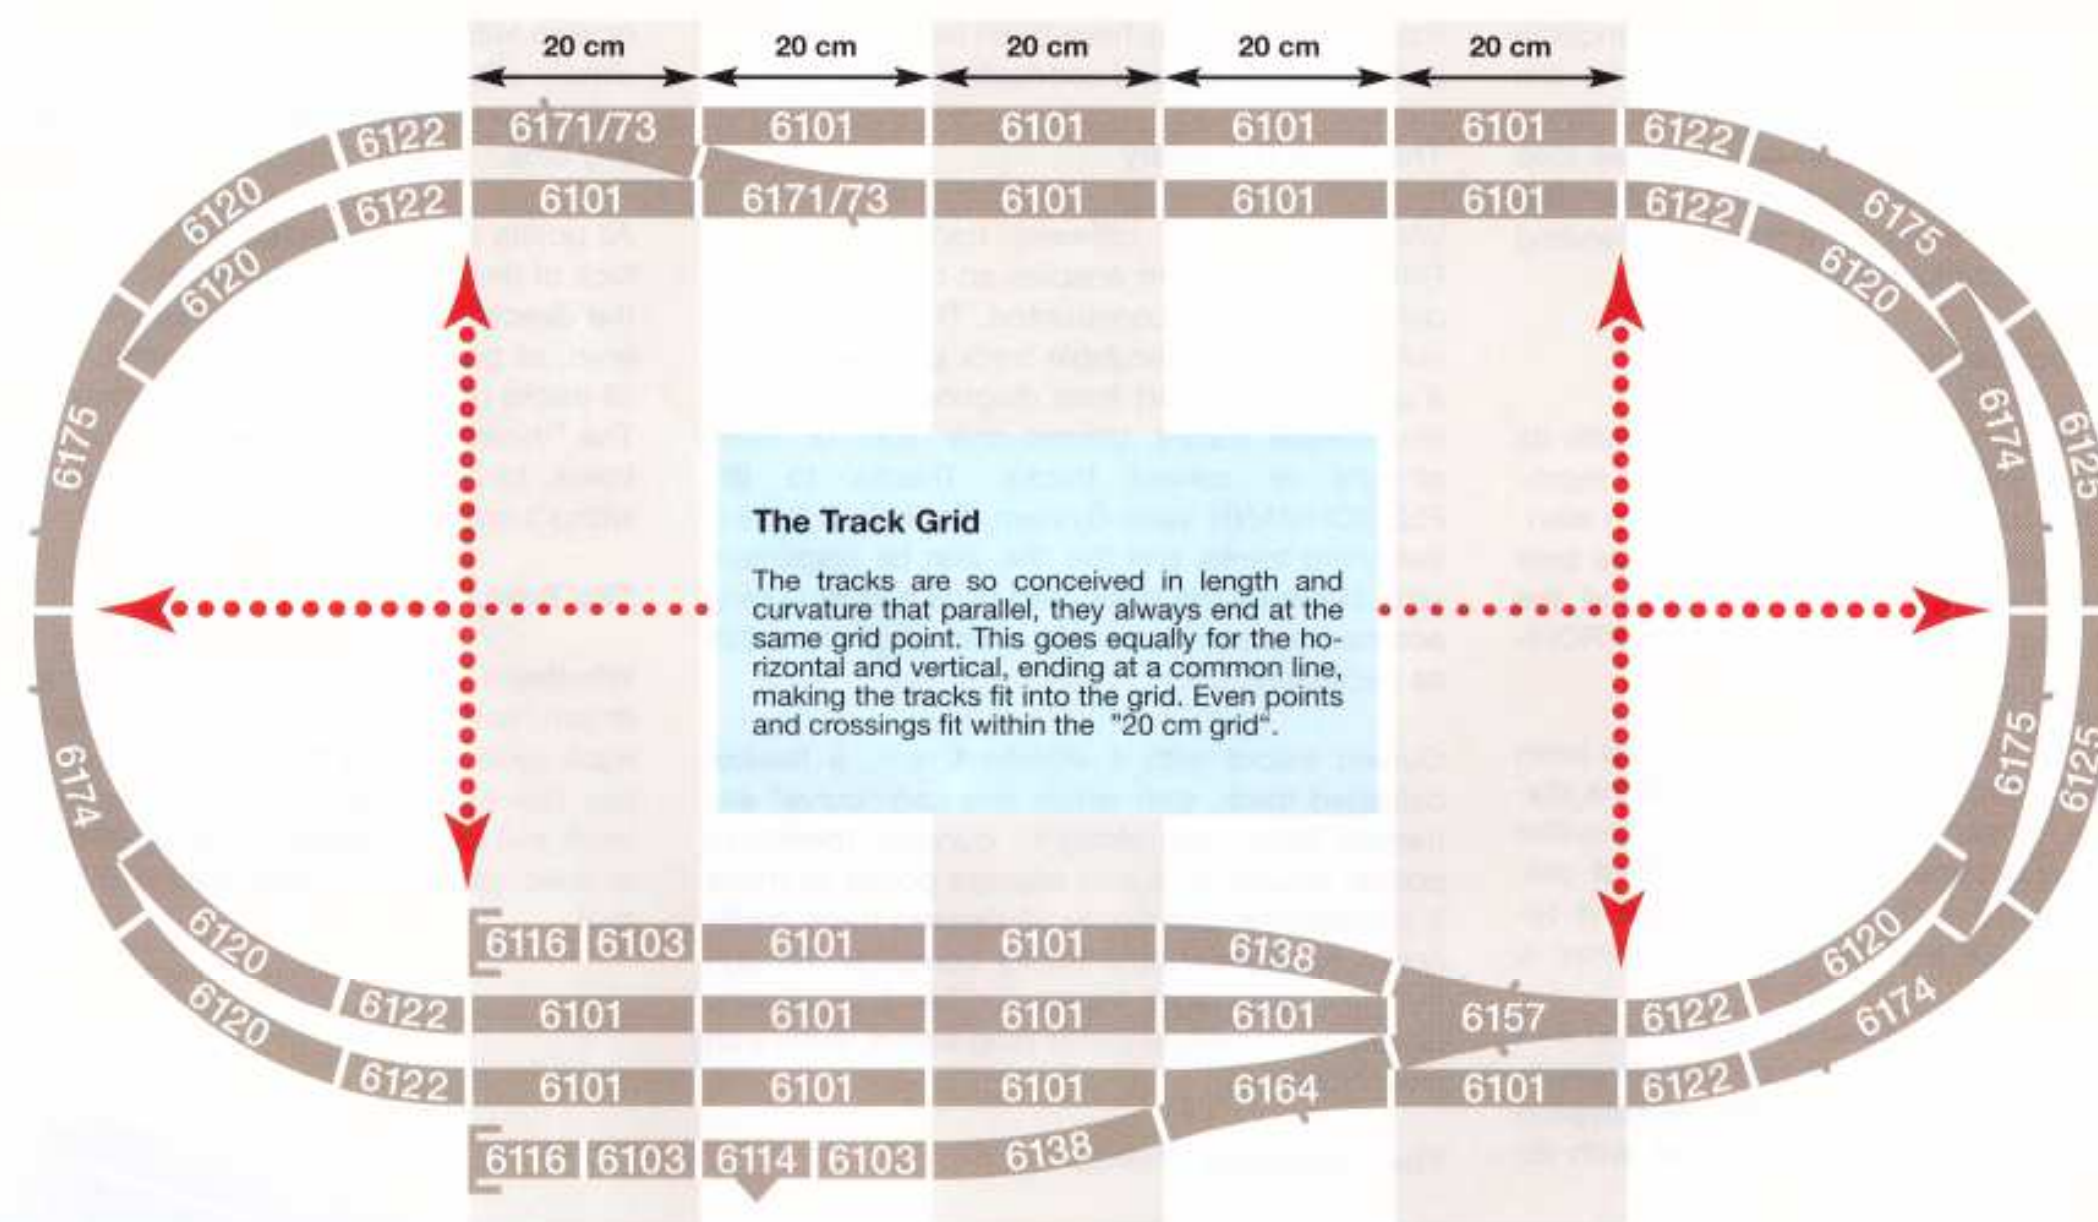 20 cm 20 cm 20 cm 20 cm 20 cm
6122 6171/73 6101 6101 6101 6101 6122
6120 6122 6101 6171/73 6101 6101 6101 6122 6175
6120 6120
6175 6174 6125
The Track Grid
The tracks are so conceived in length and
curvature that parallel, they always end at the
same grid point. This goes equally for the ho-
rizontal and vertical, ending at a common line,
making the tracks fit into the grid. Even points
and crossings fit within the "20 cm grid“.
6174 6175 6125
6120 6116 6103 6101 6101 6138 6120
6120 6122 6101 6101 6101 6101 6157 6122 6174
6122 6101 6101 6101 6164 6101 6122
6116 6103 6114 6103 6138